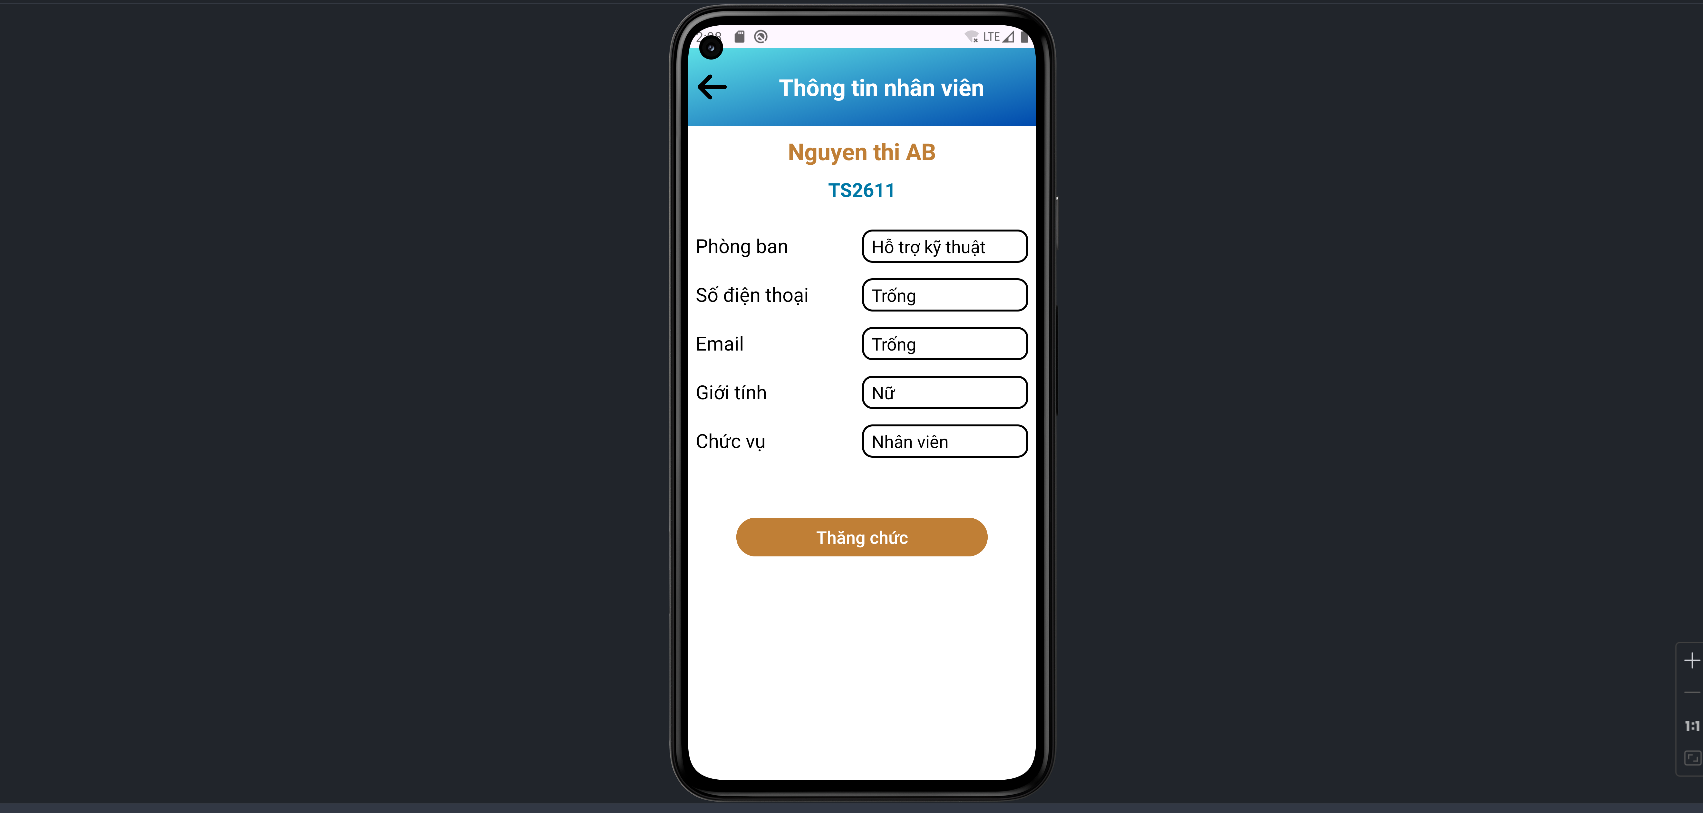 LTE
Thông tin nhân viên
Nguyen thi AB
TS2611
Phòng ban Hỗ trợ kỹ thuật
Số điện thoại Trống
Email Trống
Giới tính Nữ
Chức vụ Nhân viên
Thăng chức
1:1